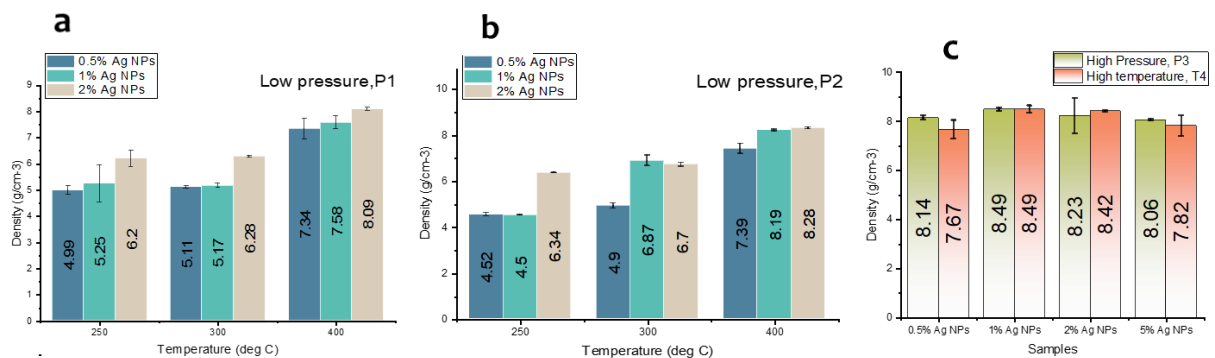 a
0.5% Ag NPs
1% Ag NPs
2% Ag NPs
Low pressure,P1
Density (g/cm-3)
8
7
6
5
4
3
2
1
0
4.99
5.25
6.2
5.11
5.17
6.28
7.34
7.58
8.09
250
300
400
Temperature (deg C)
b
0.5% Ag NPs
1% Ag NPs
2% Ag NPs
Low pressure,P2
Density (g/cm-3)
8
6
4
2
0
4.52
4.5
6.34
4.9
6.87
6.7
7.39
8.19
8.28
250
300
400
Temperature (deg C)
c
High Pressure, P3
High temperature, T4
Density (g/cm-3)
10
8
6
4
2
0
8.14
7.67
8.49
8.49
8.23
8.42
8.06
7.82
0.5% Ag NPs
1% Ag NPs
2% Ag NPs
5% Ag NPs
Samples